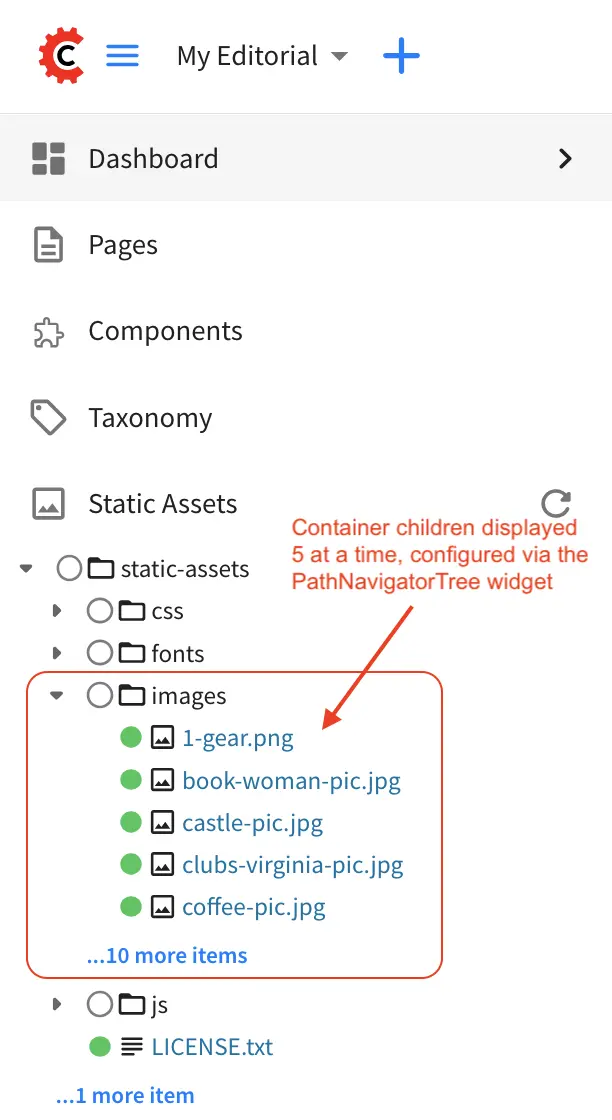 C
My Editorial
Dashboard
Pages
Components
Taxonomy
Static Assets
Container children displayed
5 at a time, configured via the
PathNavigatorTree widget
static-assets
css
fonts
images
1-gear.png
book-woman-pic.jpg
castle-pic.jpg
clubs-virginia-pic.jpg
coffee-pic.jpg
...10 more items
js
LICENSE.txt
...1 more item